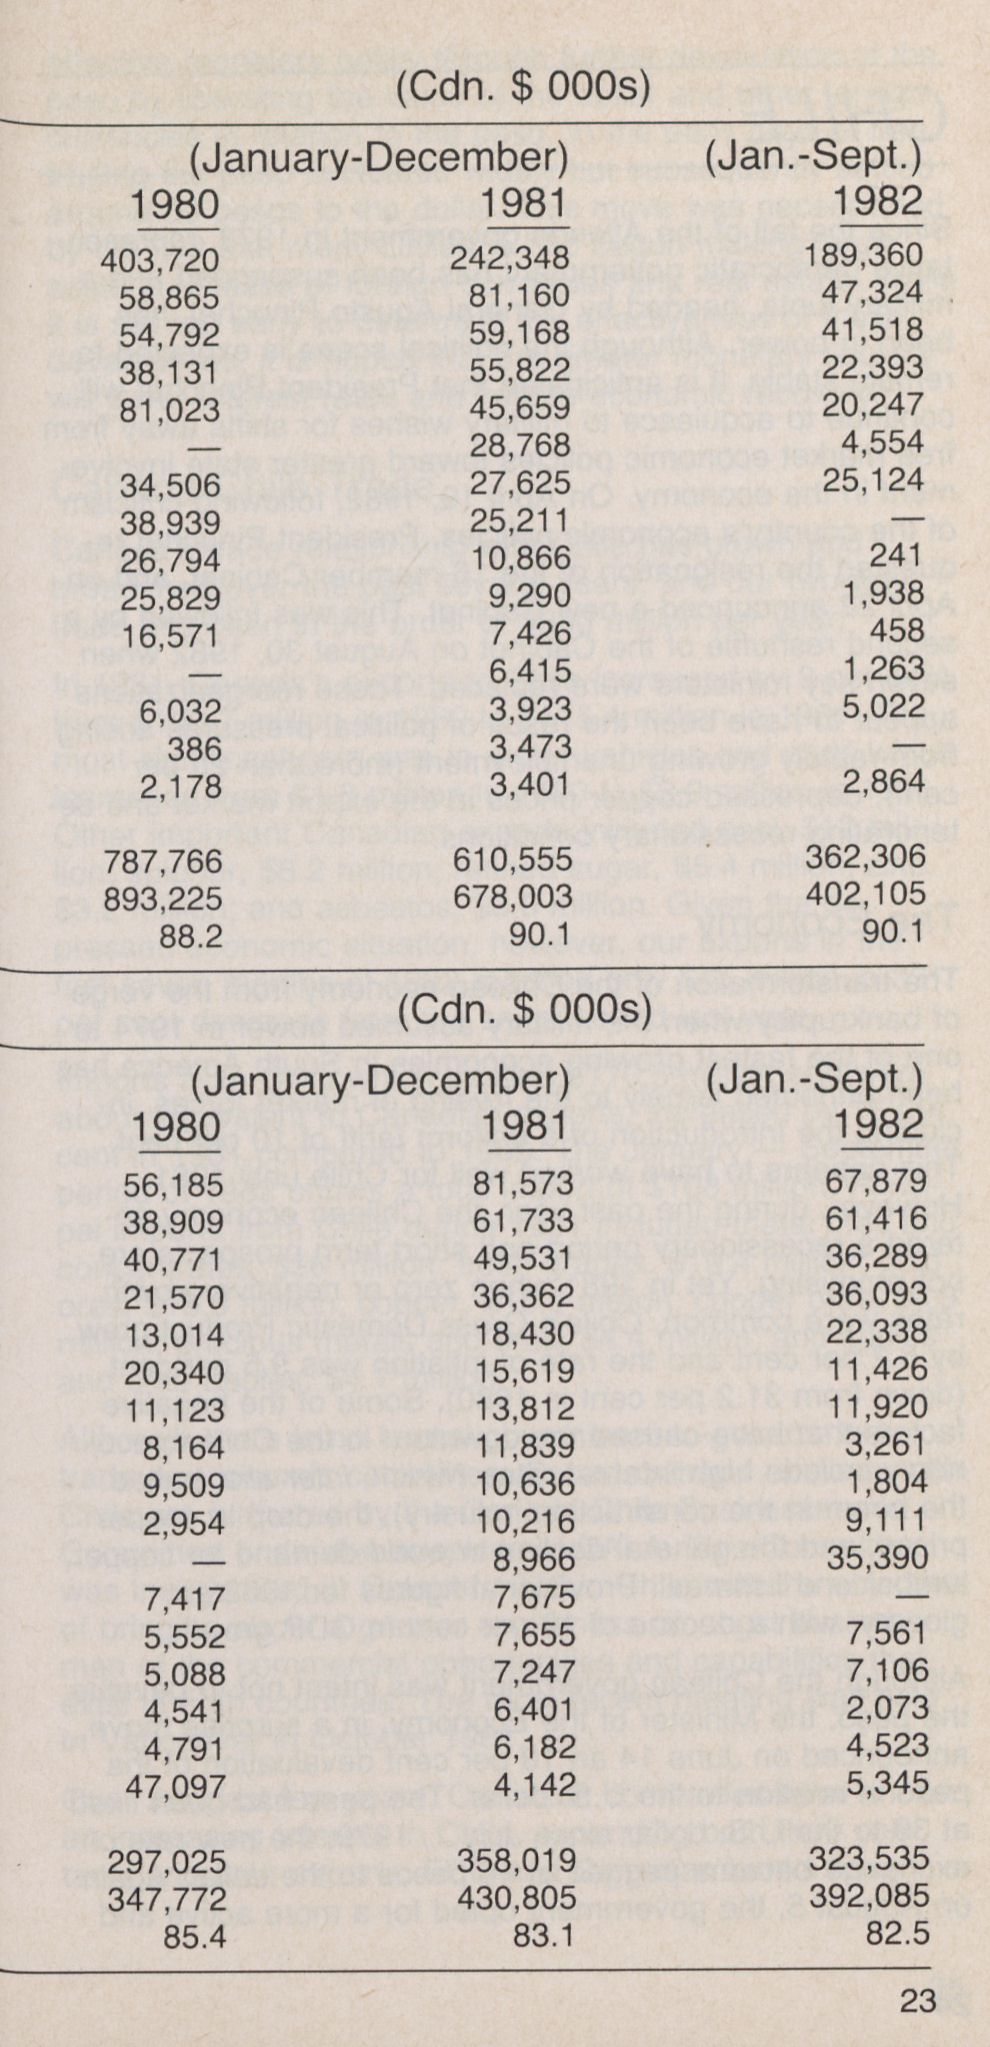 (Cdn. $ 000s)
(January-December) (Jan.-Sept.)
1980 1981 1982
403,720 242,348 189,360
58,865 81,160 47,324
54,792 59,168 41,518
38,131 55,822 22,393
81,023 45,659 20,247
— 28,768 4,554
34,506 27,625 25,124
38,939 25,211 —
26,794 10,866 241
25,829 9,290 1,938
16,571 7,426 458
— 6,415 1,263
6,032 3,923 5,022
386 3,473 —
2,178 3,401 2,864
787,766 610,555 362,306
893,225 678,003 402,105
88.2 90.1 90.1
(Cdn. $ 000s)
(January-December) (Jan.-Sept.)
1980 1981 1982
56,185 81,573 67,879
38,909 61,733 61,416
40,771 49,531 36,289
21,570 36,362 36,093
13,014 18,430 22,338
20,340 15,619 11,426
11,123 13,812 11,920
8,164 11,839 3,261
9,509 10,636 1,804
2,954 10,216 9,111
— 8,966 35,390
7,417 7,675 —
5,552 7,655 7,561
5,088 7,247 7,106
4,541 6,401 2,073
4,791 6,182 4,523
47,097 4,142 5,345
297,025 358,019 323,535
347,772 430,805 392,085
85.4 83.1 82.5
23